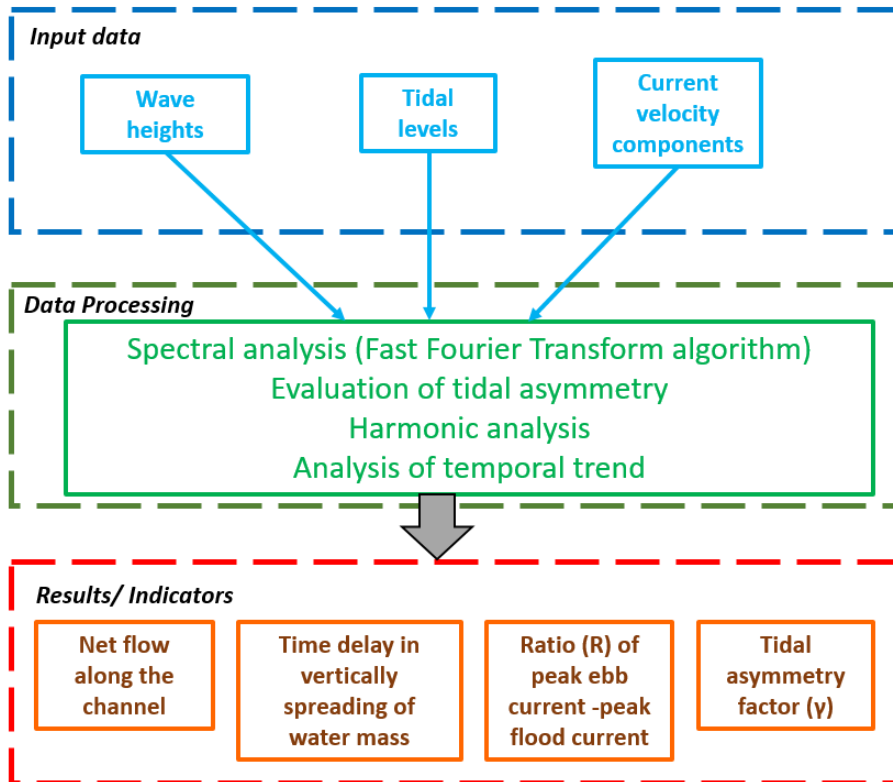 Input data
Wave
heights
Tidal
levels
Current
velocity
components
Data Processing
Spectral analysis (Fast Fourier Transform algorithm)
Evaluation of tidal asymmetry
Harmonic analysis
Analysis of temporal trend
Results/ Indicators
Net flow
along the
channel
Time delay in
vertically
spreading of
water mass
Ratio (R) of
peak ebb
current -peak
flood current
Tidal
asymmetry
factor (γ)